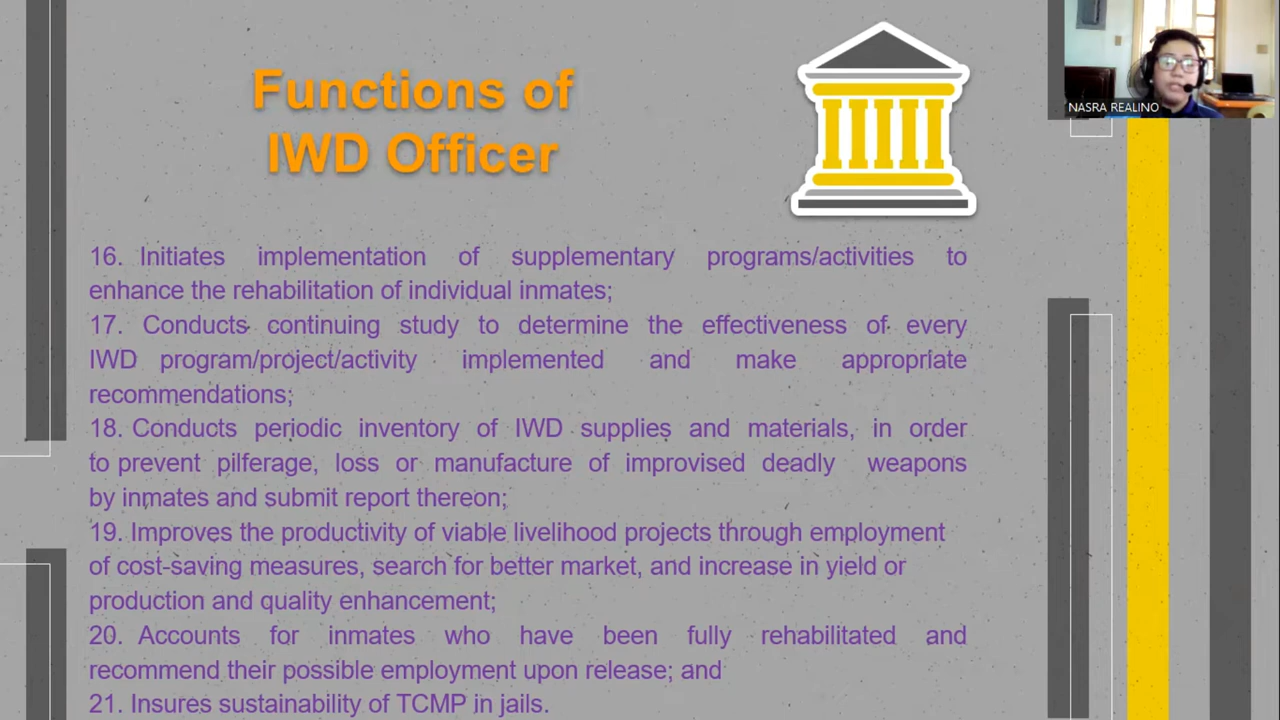 Functions of
IWD Officer
NASRA REALINO
16. Initiates implementation of supplementary programs/activities to
enhance the rehabilitation of individual inmates;
17. Conducts continuing study to determine the effectiveness of every
IWD program/project/activity implemented and make appropriate
recommendations;
18. Conducts periodic inventory of IWD supplies and materials, in order
to prevent pilferage, loss or manufacture of improvised deadly weapons
by inmates and submit report thereon;
19. Improves the productivity of viable livelihood projects through employment
of cost-saving measures, search for better market, and increase in yield or
production and quality enhancement;
20. Accounts for inmates who have been fully rehabilitated and
recommend their possible employment upon release; and
21. Insures sustainability of TCMP in jails.